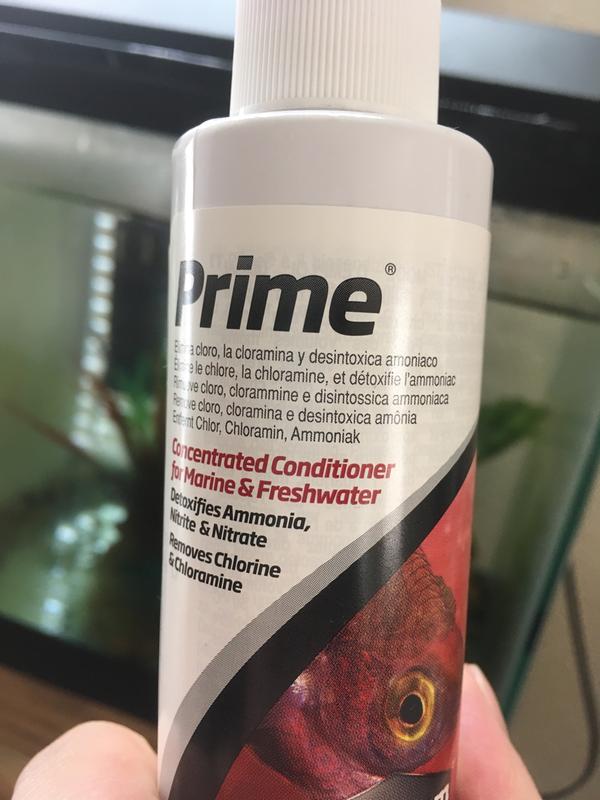 Prime®
Elimina cloro, la cloramina y desintoxica amoniaco
Élimine le chlore, la chloramine, et détoxifie l'ammoniac
Rimuove cloro, clorammine e disintossica ammoniaca
Remove cloro, cloramina e desintoxica amônia
Entfernt Chlor, Chloramin, Ammoniak
Concentrated Conditioner
for Marine & Freshwater
Detoxifies Ammonia,
Nitrite & Nitrate
Removes Chlorine
& Chloramine